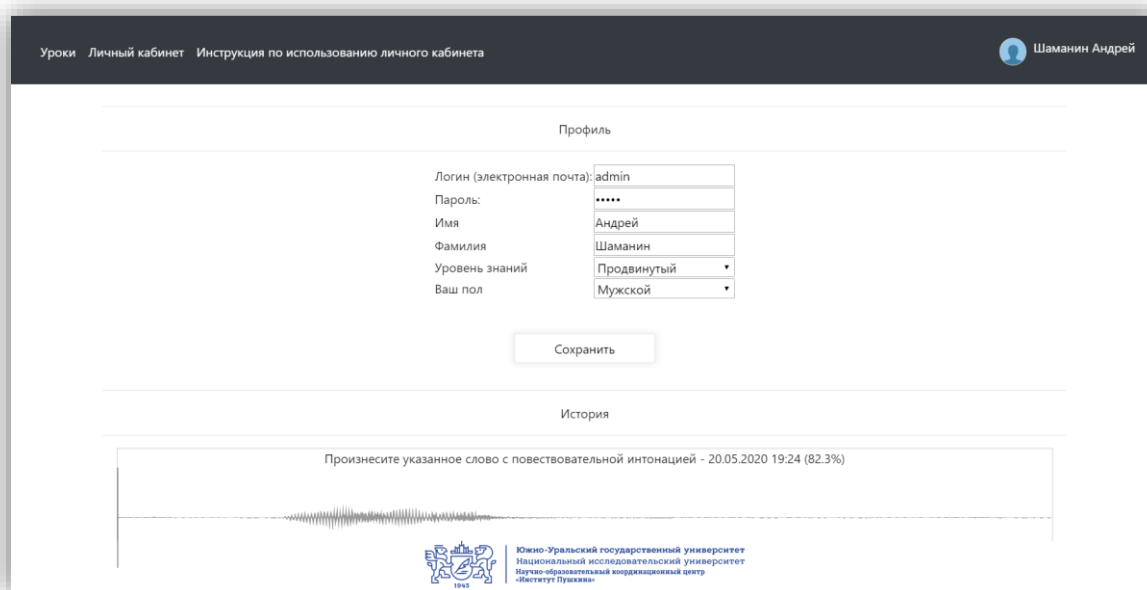 Уроки Личный кабинет Инструкция по использованию личного кабинета Шаманин Андрей
Профиль
Логин (электронная почта): admin
Пароль: •••••
Имя Андрей
Фамилия Шаманин
Уровень знаний Продвинутый
Ваш пол Мужской
Сохранить
История
Произнесите указанное слово с повествовательной интонацией - 20.05.2020 19:24 (82.3%)
Южно-Уральский государственный университет
Национальный исследовательский университет
Научно-образовательный координационный центр
«Институт Пушкина»
1943